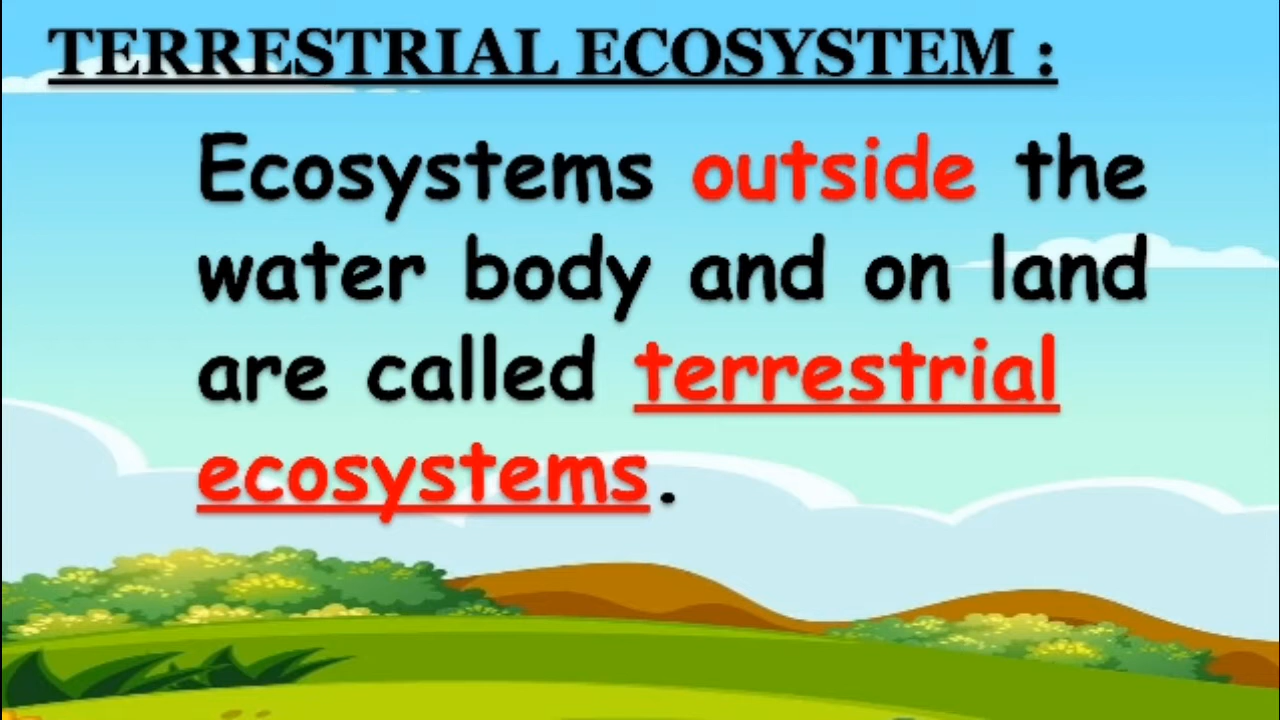 TERRESTRIAL ECOSYSTEM :
Ecosystems outside the
water body and on land
are called terrestrial
ecosystems.